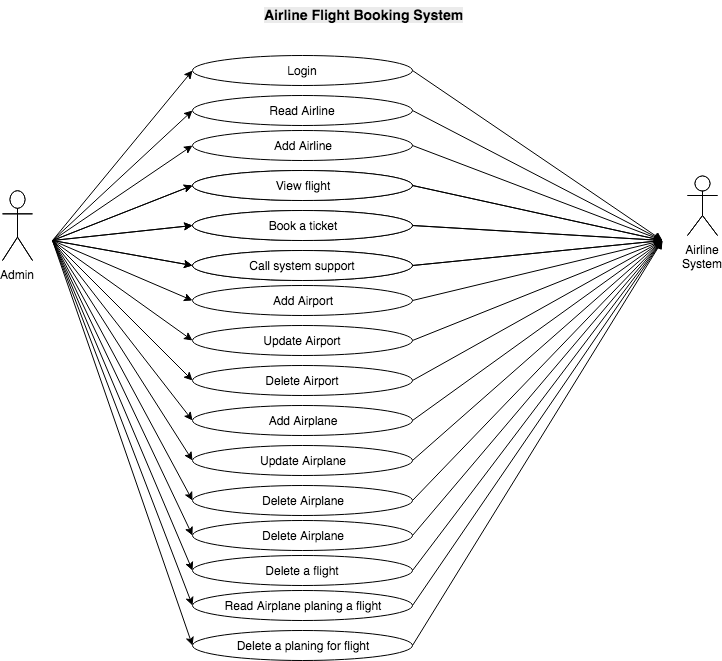 Airline Flight Booking System
Login
Read Airline
Add Airline
View flight
Book a ticket
Call system support
Add Airport
Update Airport
Delete Airport
Add Airplane
Update Airplane
Delete Airplane
Delete Airplane
Delete a flight
Read Airplane planing a flight
Delete a planing for flight
Admin
Airline
System